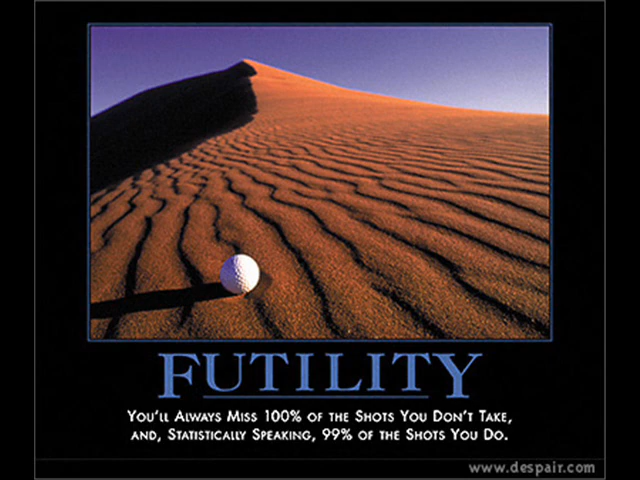 FUTILITY
YOU'LL ALWAYS MISS 100% OF THE SHOTS YOU DON'T TAKE,
AND, STATISTICALLY SPEAKING, 99% OF THE SHOTS YOU DO.
www.despair.com